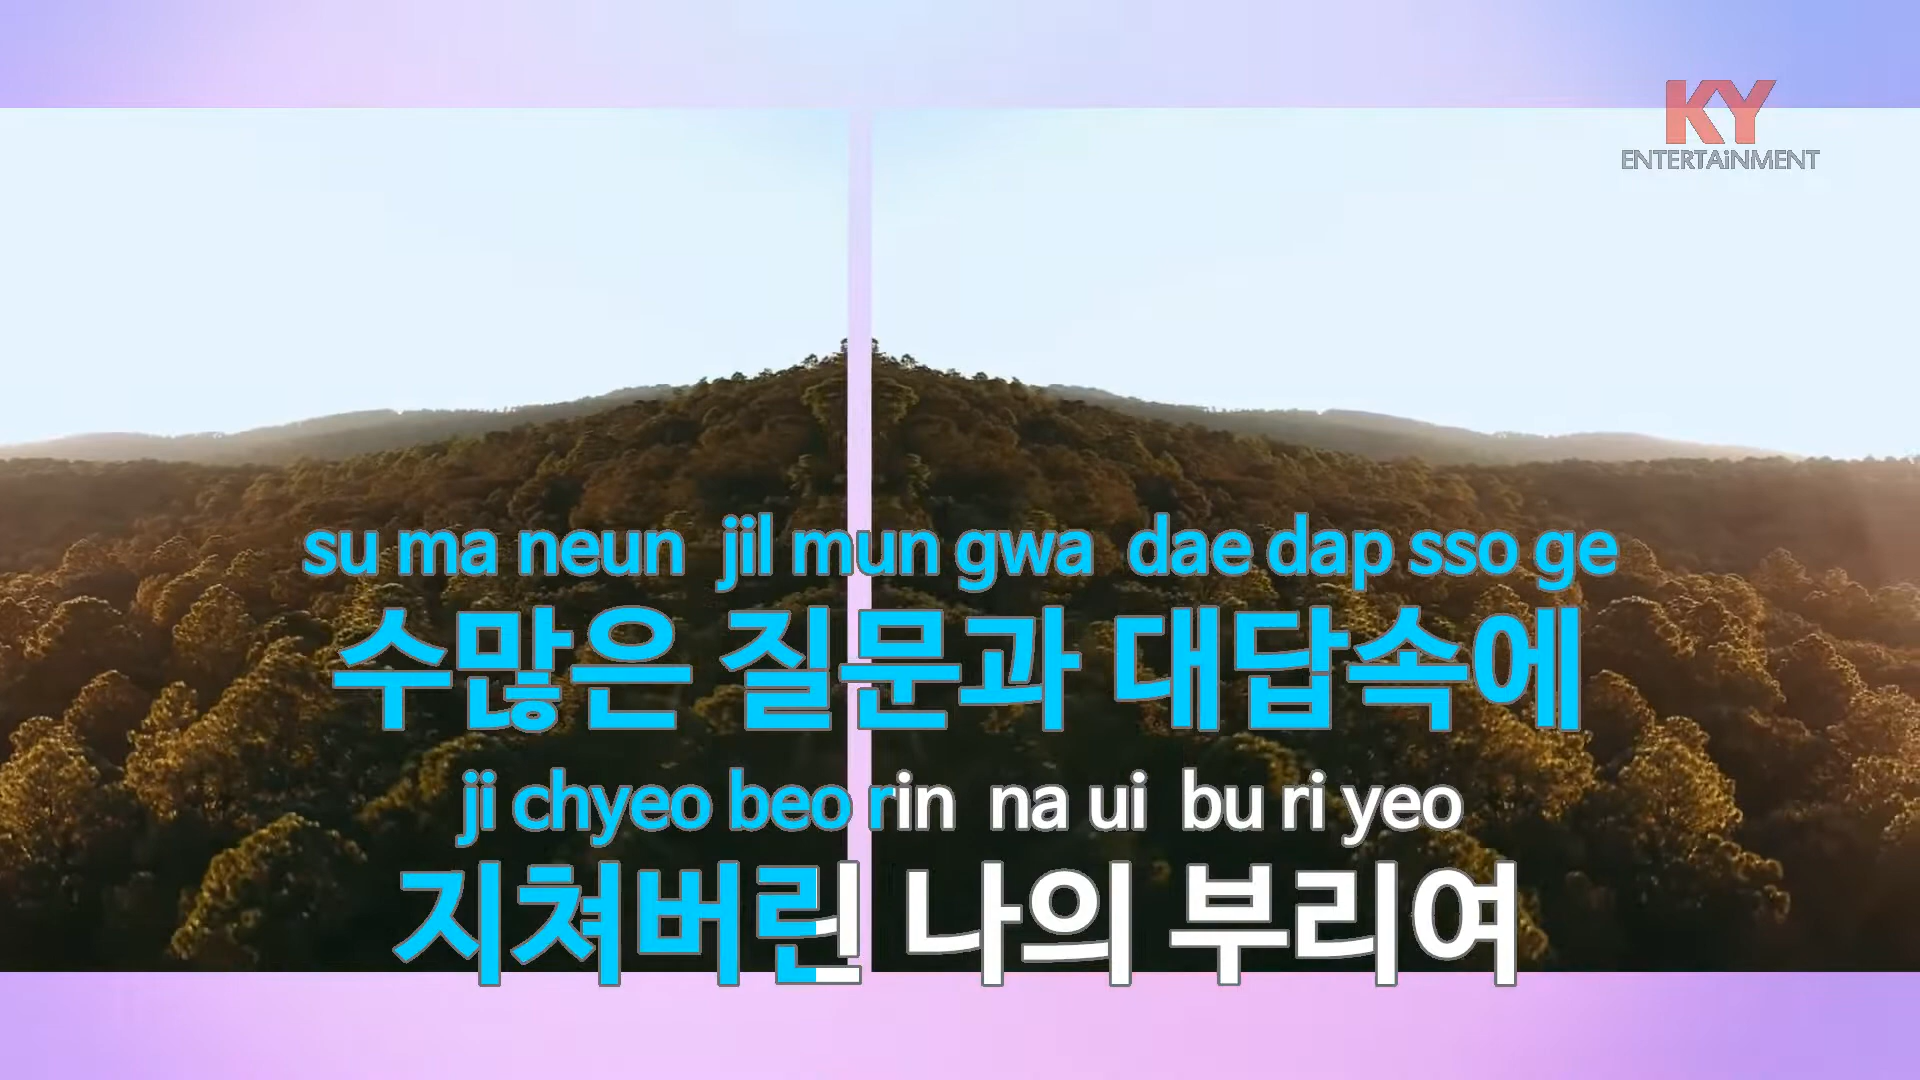 KY
ENTERTAiNMENT
su ma neun jil mun gwa dae dap sso ge
수많은 질문과 대답속에
ji chyeo beo rin na ui bu ri yeo
지쳐버린 나의 부리여